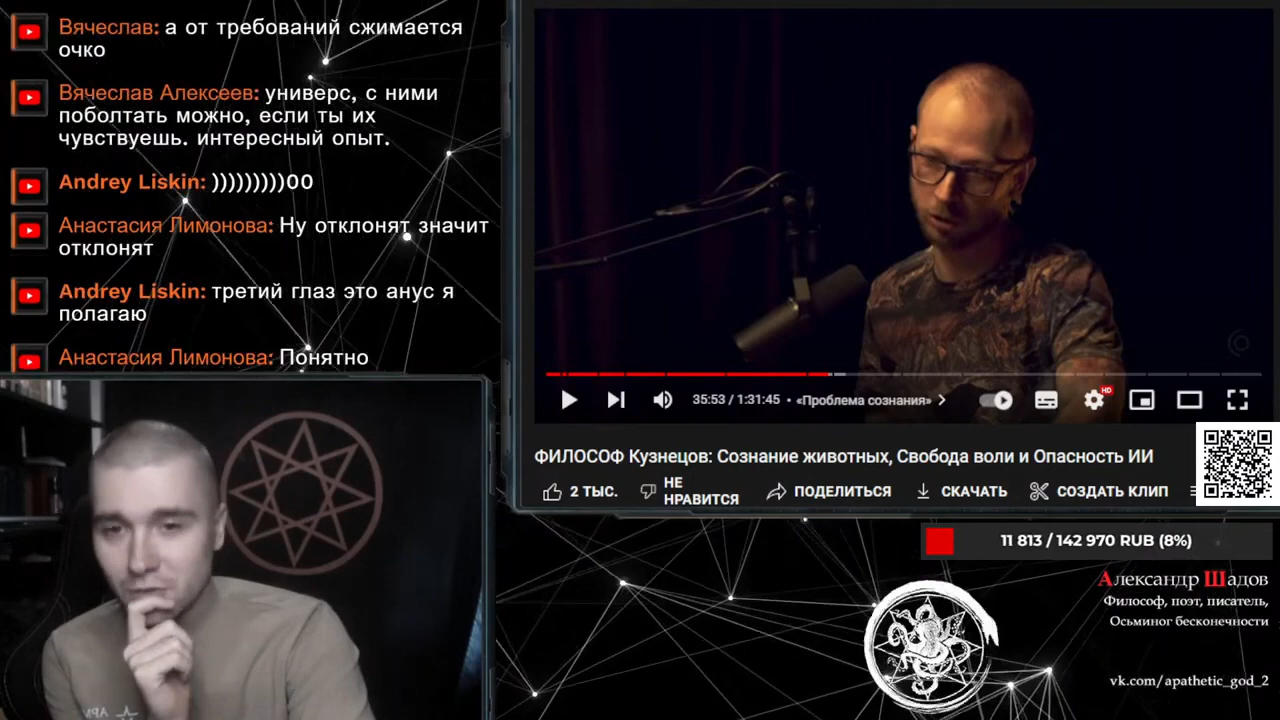 Вячеслав: а от требований сжимается
очко
Вячеслав Алексеев: универс, с ними
поболтать можно, если ты их
чувствуешь. интересный опыт.
Andrey Liskin: )))))))))00
Анастасия Лимонова: Ну отклонят значит
отклонят
Andrey Liskin: третий глаз это анус я
полагаю
Анастасия Лимонова: Понятно
35:53 / 1:31:45 • «Проблема сознания»
HD
ФИЛОСОФ Кузнецов: Сознание животных, Свобода воли и Опасность ИИ
2 ТЫС.
НЕ
НРАВИТСЯ
ПОДЕЛИТЬСЯ
СКАЧАТЬ
СОЗДАТЬ КЛИП
11 813 / 142 970 RUB (8%)
Александр Шадов
Философ, поэт, писатель,
Осьминог бесконечности
vk.com/apathetic_god_2